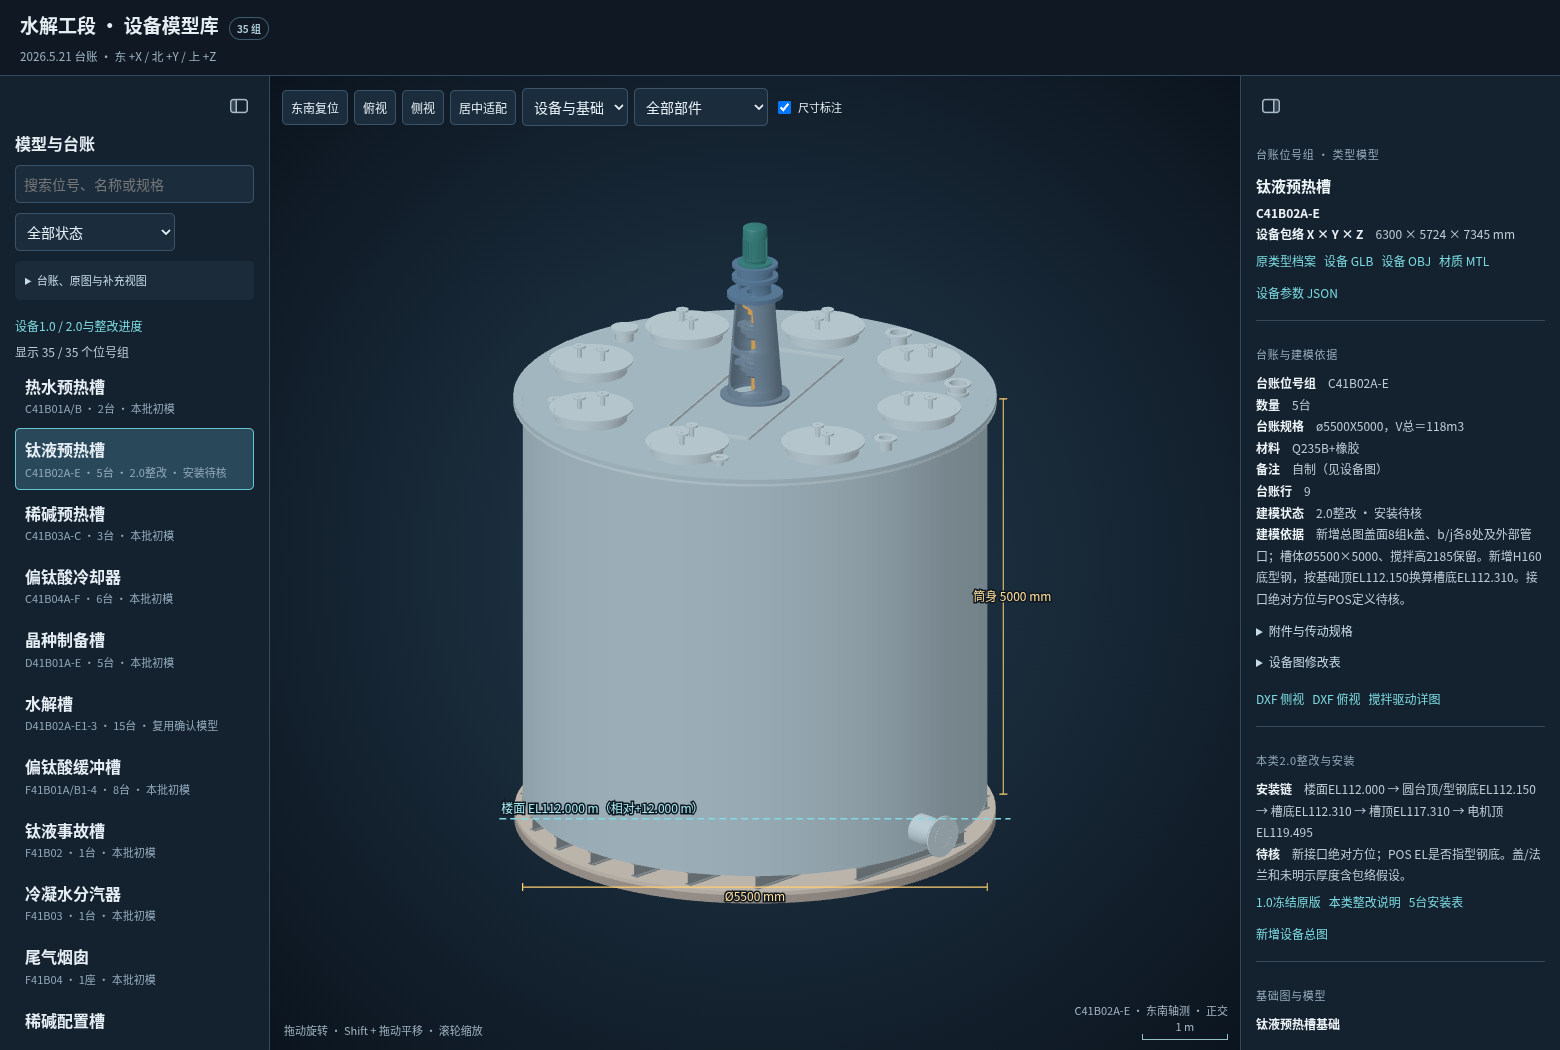 水解工段 · 设备模型库 35 组
2026.5.21 台账 · 东 +X / 北 +Y / 上 +Z
模型与台账
搜索位号、名称或规格
全部状态
▶ 台账、原图与补充视图
设备1.0 / 2.0与整改进度
显示 35 / 35 个位号组
热水预热槽
C41B01A/B · 2台 · 本批初模
钛液预热槽
C41B02A-E · 5台 · 2.0整改 · 安装待核
稀碱预热槽
C41B03A-C · 3台 · 本批初模
偏钛酸冷却器
C41B04A-F · 6台 · 本批初模
晶种制备槽
D41B01A-E · 5台 · 本批初模
水解槽
D41B02A-E1-3 · 15台 · 复用确认模型
偏钛酸缓冲槽
F41B01A/B1-4 · 8台 · 本批初模
钛液事故槽
F41B02 · 1台 · 本批初模
冷凝水分汽器
F41B03 · 1台 · 本批初模
尾气烟囱
F41B04 · 1座 · 本批初模
稀碱配置槽
东南复位 俯视 侧视 居中适配 设备与基础 全部部件 尺寸标注
筒身 5000 mm
楼面 EL112.000 m（相对+12.000 m）
Ø5500 mm
拖动旋转 · Shift + 拖动平移 · 滚轮缩放
C41B02A-E · 东南轴测 · 正交
1 m
台账位号组 · 类型模型
钛液预热槽
C41B02A-E
设备包络 X × Y × Z 6300 × 5724 × 7345 mm
原类型档案 设备 GLB 设备 OBJ 材质 MTL
设备参数 JSON
台账与建模依据
台账位号组 C41B02A-E
数量 5台
台账规格 ø5500X5000，V总＝118m3
材料 Q235B+橡胶
备注 自制（见设备图）
台账行 9
建模状态 2.0整改 · 安装待核
建模依据 新增总图盖面8组k盖、b/j各8处及外部管
口；槽体Ø5500×5000、搅拌高2185保留。新增H160
底型钢，按基础顶EL112.150换算槽底EL112.310。接
口绝对方位与POS定义待核。
▶ 附件与传动规格
▶ 设备图修改表
DXF 侧视 DXF 俯视 搅拌驱动详图
本类2.0整改与安装
安装链 楼面EL112.000 → 圆台顶/型钢底EL112.150
→ 槽底EL112.310 → 槽顶EL117.310 → 电机顶
EL119.495
待核 新接口绝对方位；POS EL是否指型钢底。盖/法
兰和未明示厚度含包络假设。
1.0冻结原版 本类整改说明 5台安装表
新增设备总图
基础图与模型
钛液预热槽基础